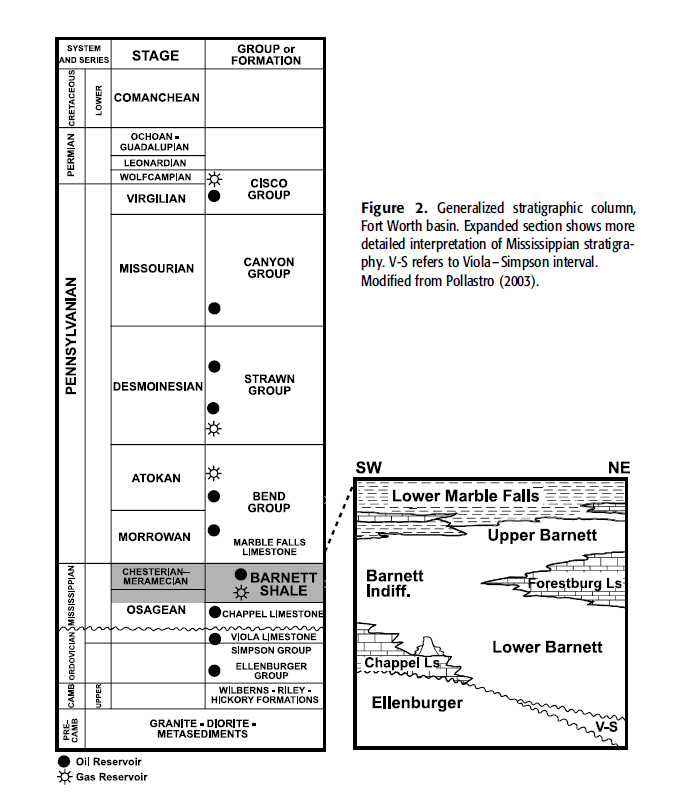 SYSTEM
AND SERIES
STAGE
GROUP or
FORMATION
CRETACEOUS
LOWER
COMANCHEAN
PERMIAN
OCHOAN -
GUADALUPIAN
LEONARDIAN
WOLFCAMPIAN
CISCO
GROUP
VIRGILIAN
PENNSYLVANIAN
MISSOURIAN
CANYON
GROUP
DESMOINESIAN
STRAWN
GROUP
ATOKAN
BEND
GROUP
MORROWAN
MARBLE FALLS
LIMESTONE
MISSISSIPPIAN
CHESTERIAN—
MERAMECIAN
BARNETT
SHALE
OSAGEAN
CHAPPEL LIMESTONE
ORDOVICIAN
VIOLA LIMESTONE
SIMPSON GROUP
ELLENBURGER
GROUP
CAMB
UPPER
WILBERNS - RILEY -
HICKORY FORMATIONS
PRE-
CAMB
GRANITE - DIORITE -
METASEDIMENTS
Oil Reservoir
Gas Reservoir
Figure 2. Generalized stratigraphic column,
Fort Worth basin. Expanded section shows more
detailed interpretation of Mississippian stratigra-
phy. V-S refers to Viola–Simpson interval.
Modified from Pollastro (2003).
SW
NE
Lower Marble Falls
Upper Barnett
Barnett
Indiff.
Forestburg Ls
Lower Barnett
Chappel Ls
Ellenburger
V-S